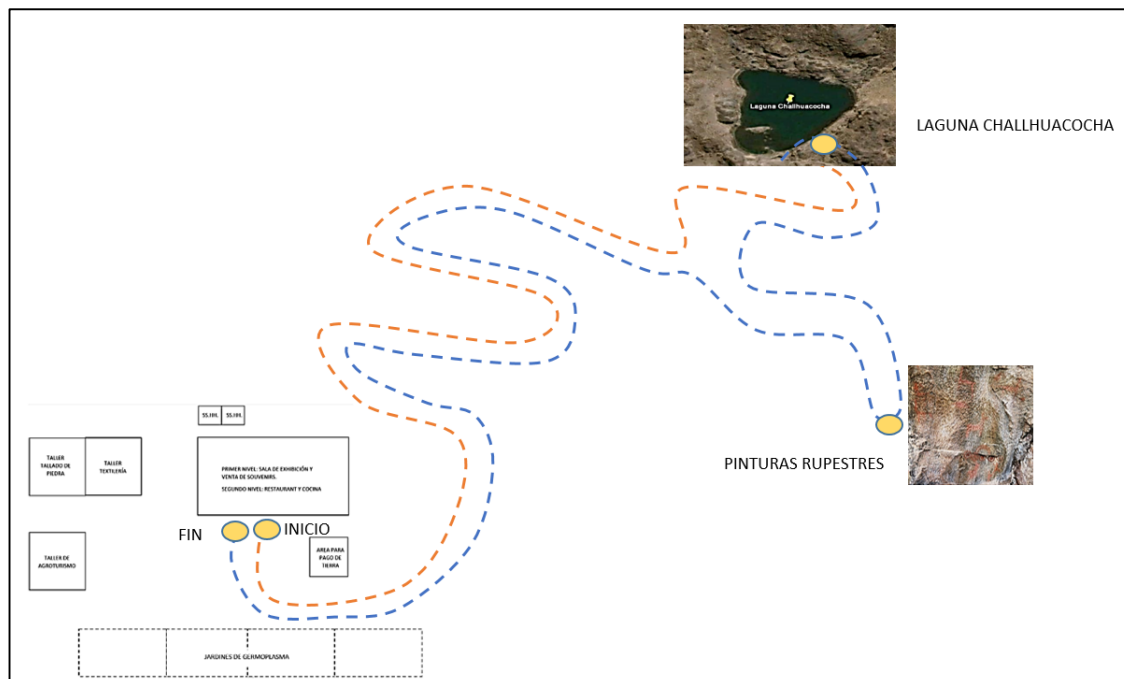 Laguna Challhuacocha
LAGUNA CHALLHUACOCHA
PINTURAS RUPESTRES
SS.HH.
SS.HH.
TALLER
TALLADO DE
PIEDRA
TALLER
TEXTILERÍA
PRIMER NIVEL: SALA DE EXHIBICIÓN Y
VENTA DE SOUVENIRS.
SEGUNDO NIVEL: RESTAURANT Y COCINA
FIN
INICIO
TALLER DE
AGROTURISMO
AREA PARA
PAGO DE
TIERRA
JARDINES DE GERMOPLASMA